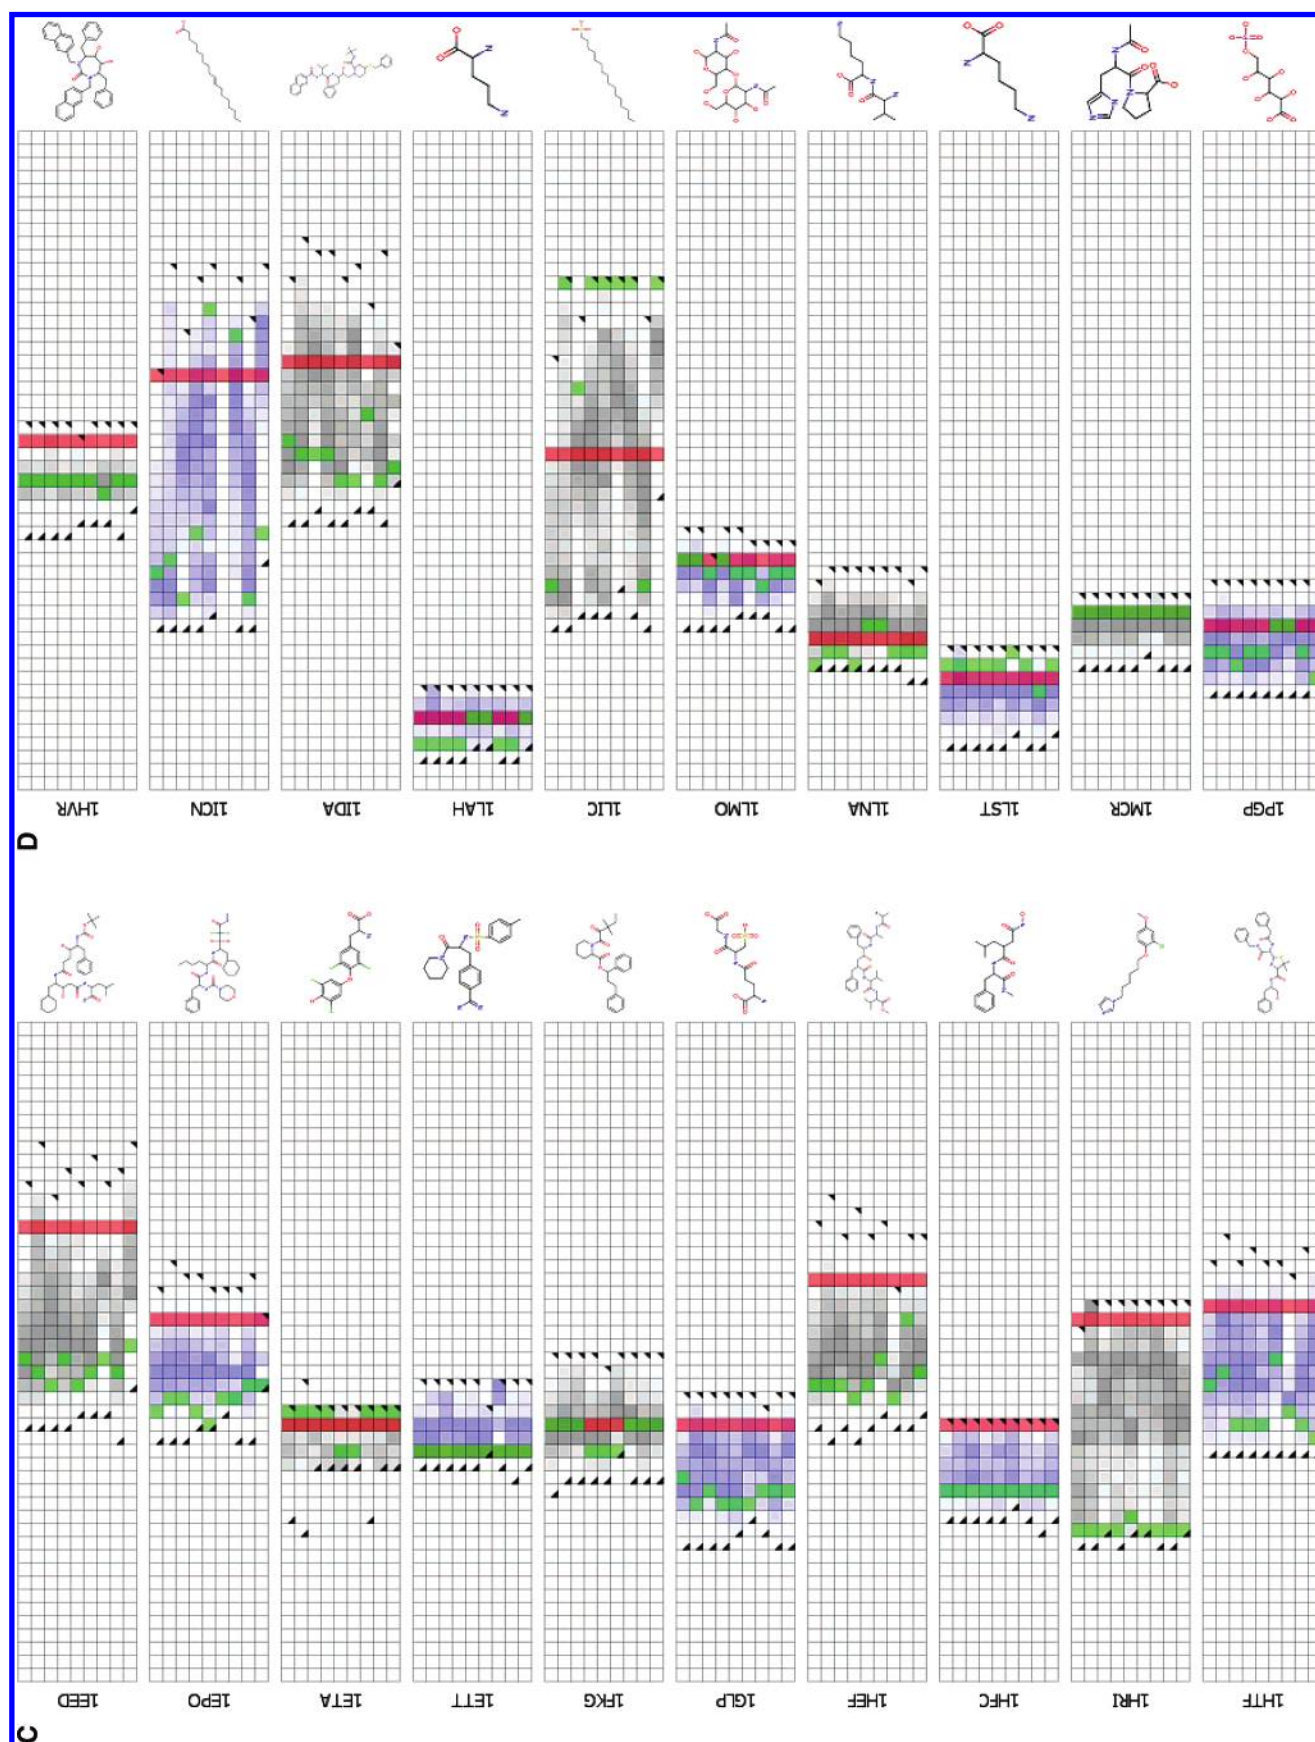 D
1HVR
1ICN
1IDA
1LAH
1LIC
1LMO
1LNA
1LST
1MCR
1PGP
C
1EED
1EPO
1ETA
1ETT
1FKG
1GLP
1HEF
1HFC
1HRI
1HTF